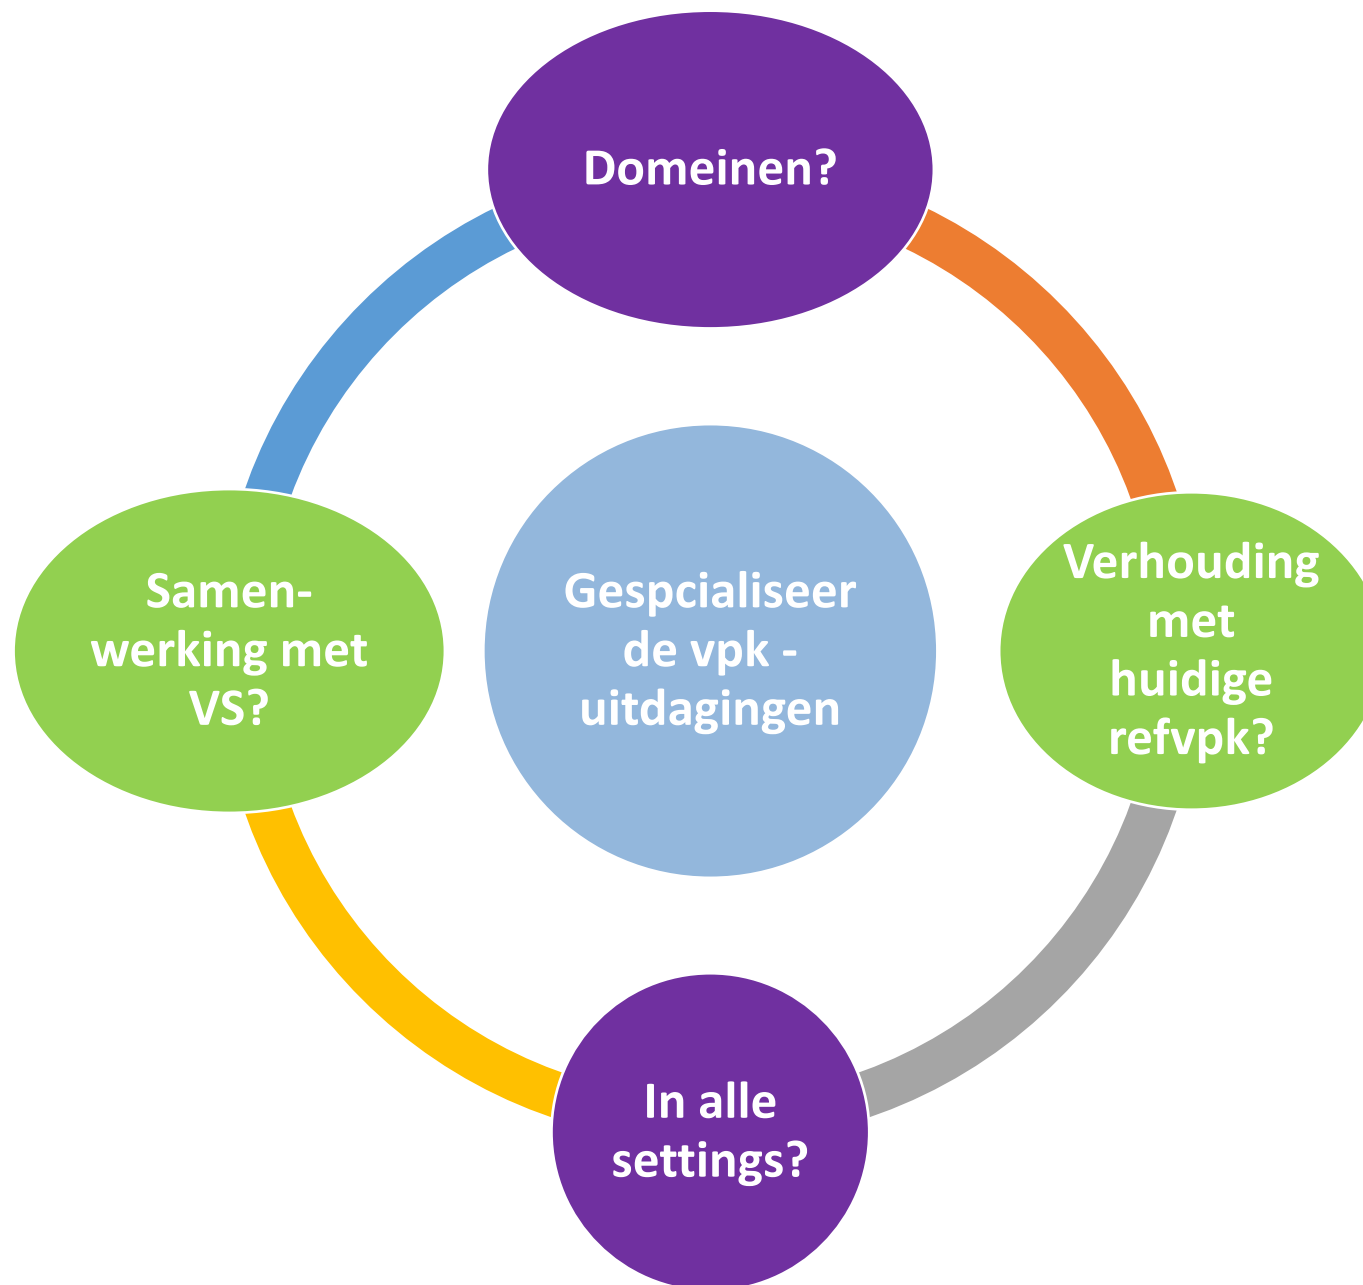 Domeinen?
Samen-
werking met
VS?
Gespcialiseer
de vpk -
uitdagingen
Verhouding
met
huidige
refvpk?
In alle
settings?